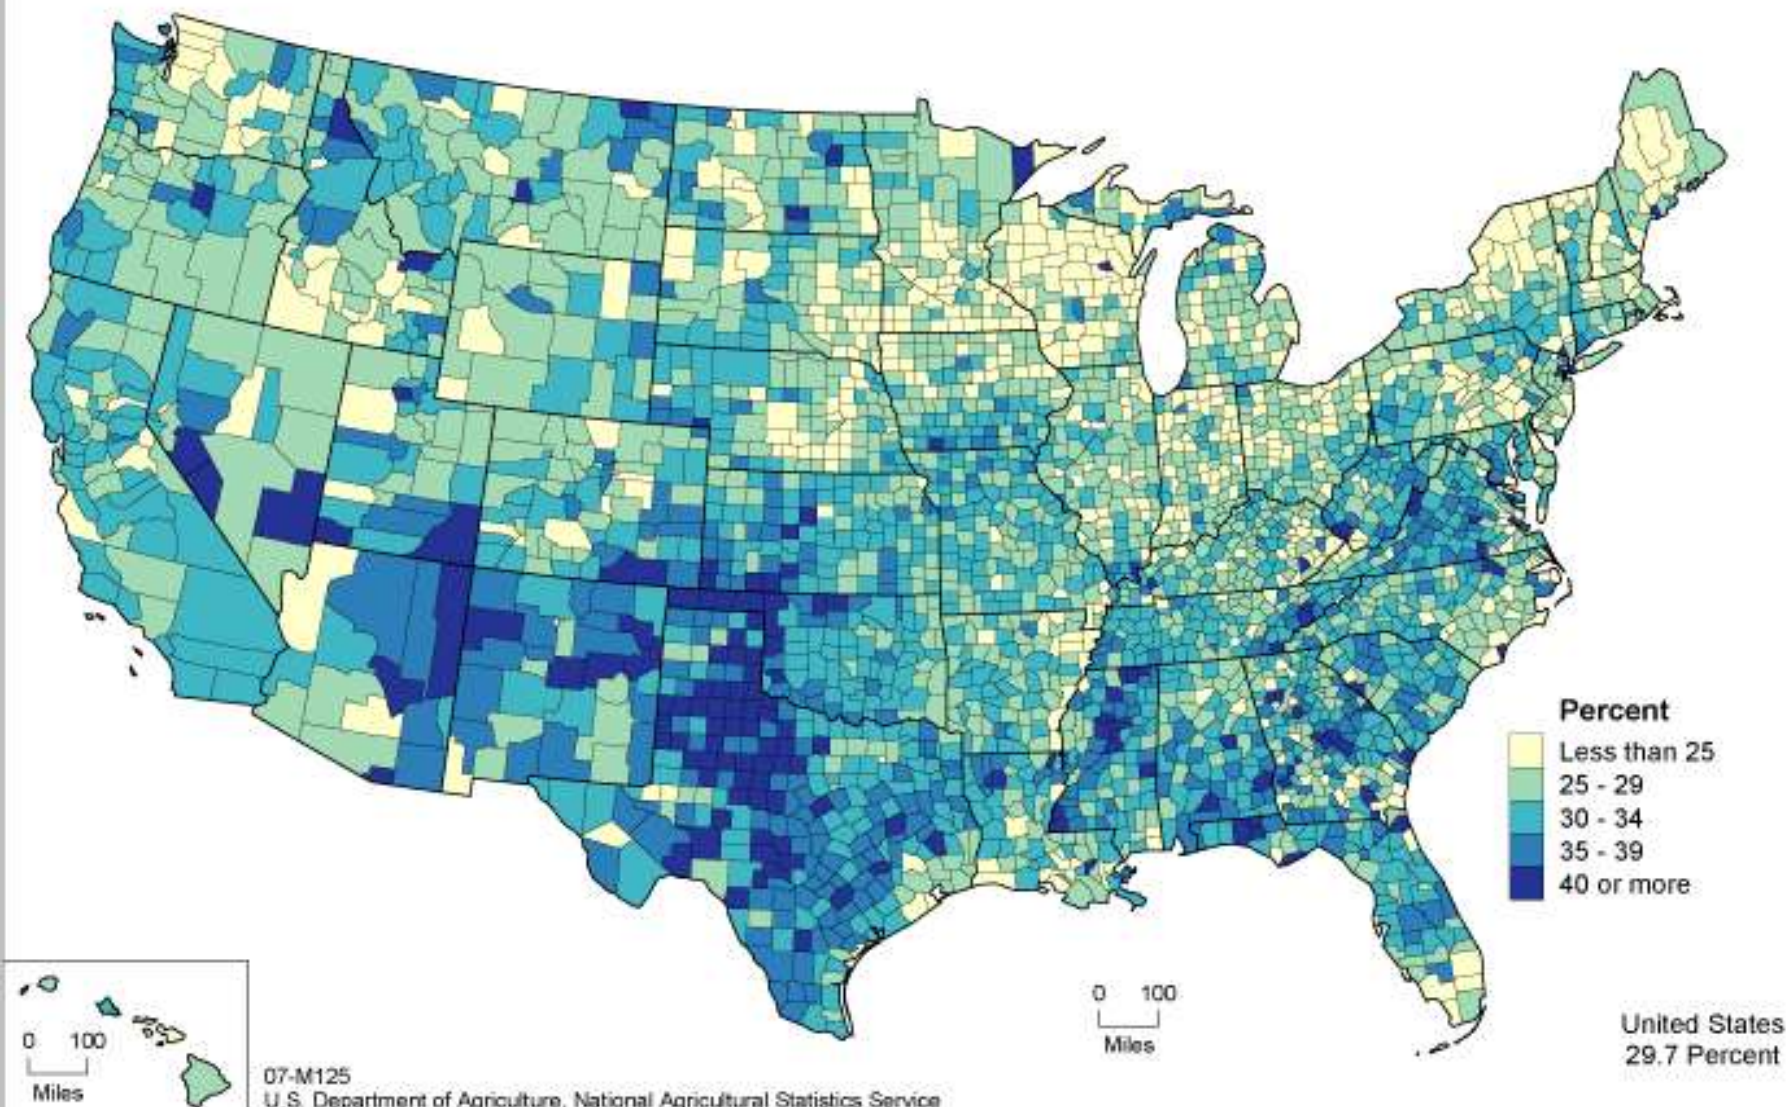 Percent
Less than 25
25 - 29
30 - 34
35 - 39
40 or more
0 100
Miles
United States
29.7 Percent
0 100
Miles
07-M125
U.S. Department of Agriculture, National Agricultural Statistics Service